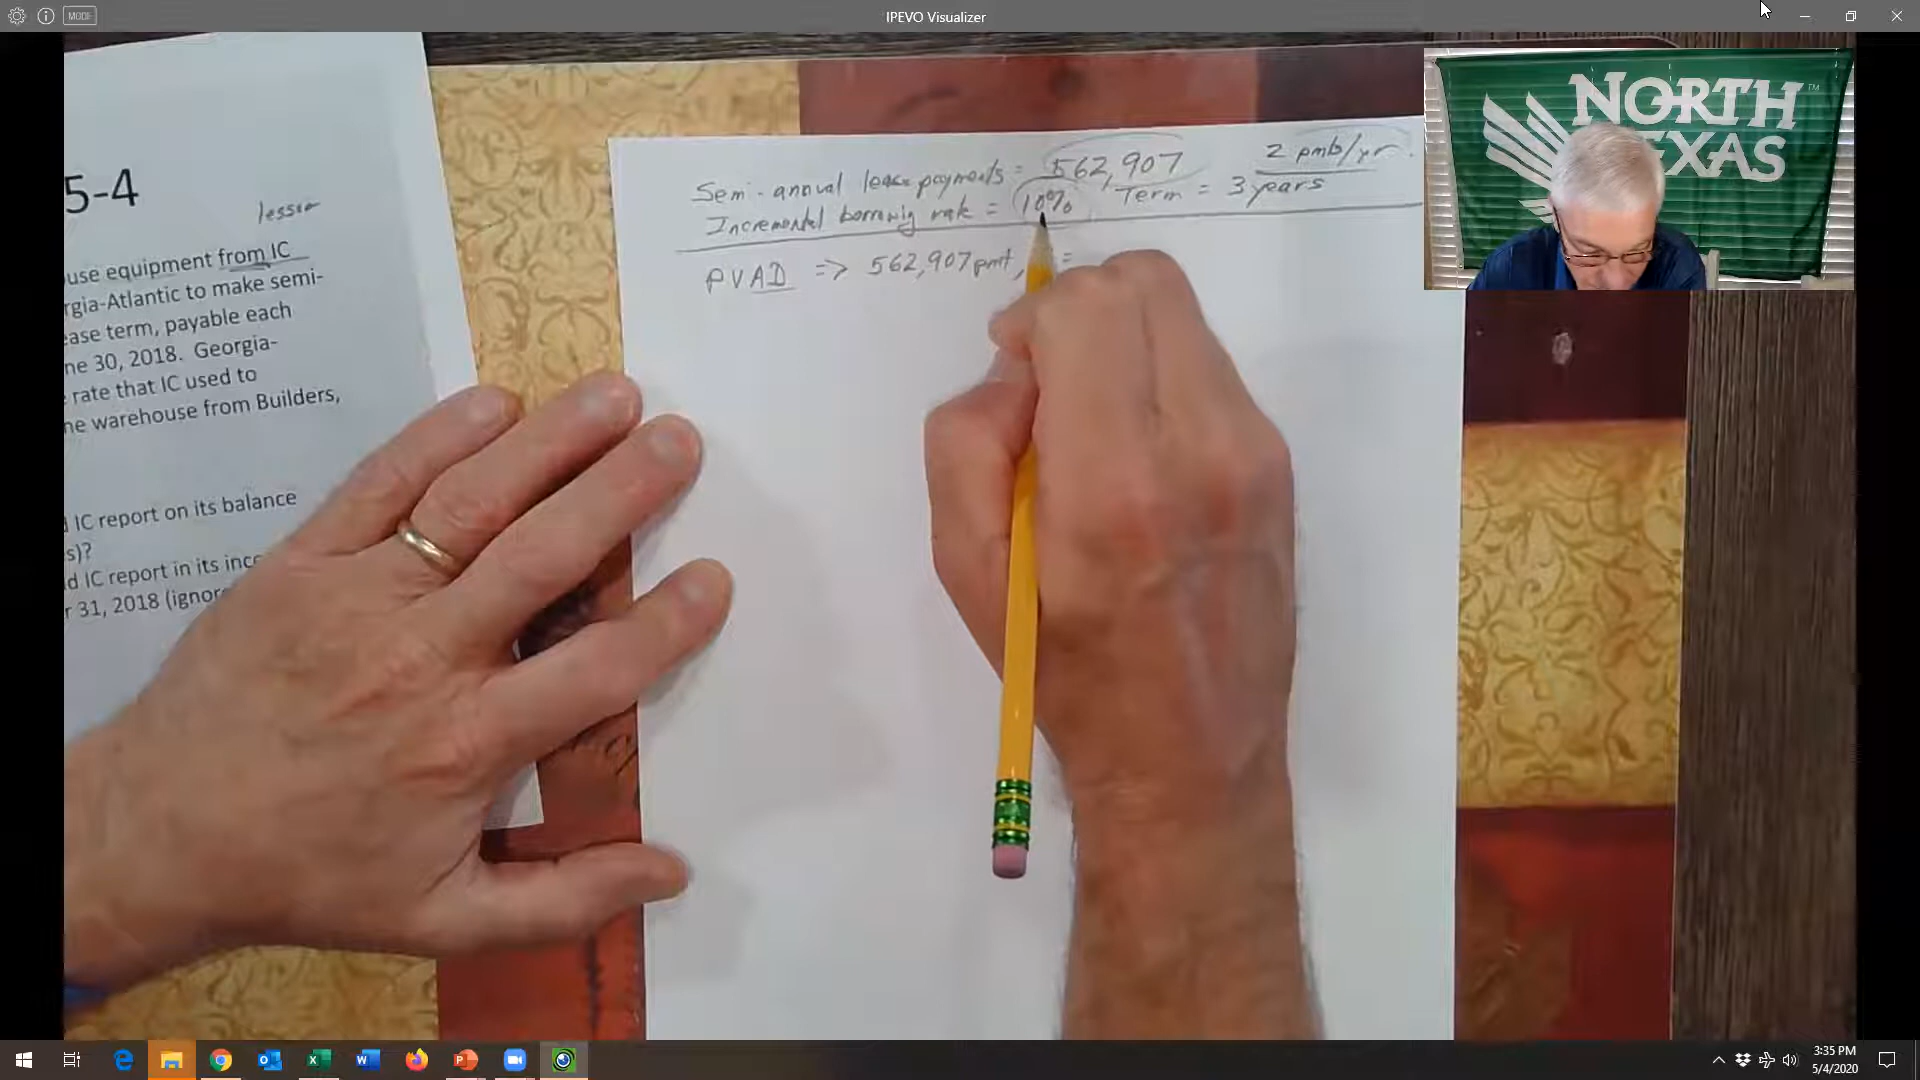 MODE
IPEVO Visualizer
5-4
lessor
use equipment from IC
rgia-Atlantic to make semi-
ease term, payable each
ne 30, 2018. Georgia-
rate that IC used to
ne warehouse from Builders,
IC report on its balance
s)?
d IC report in its inc
r 31, 2018 (ignor
Semi-annual lease payments = 562,907
2 pmts/yr.
Incremental borrowing rate = 10%
Term = 3 years
PVAD => 562,907 pmt, =
NORTH
TEXAS
TM
3:35 PM
5/4/2020